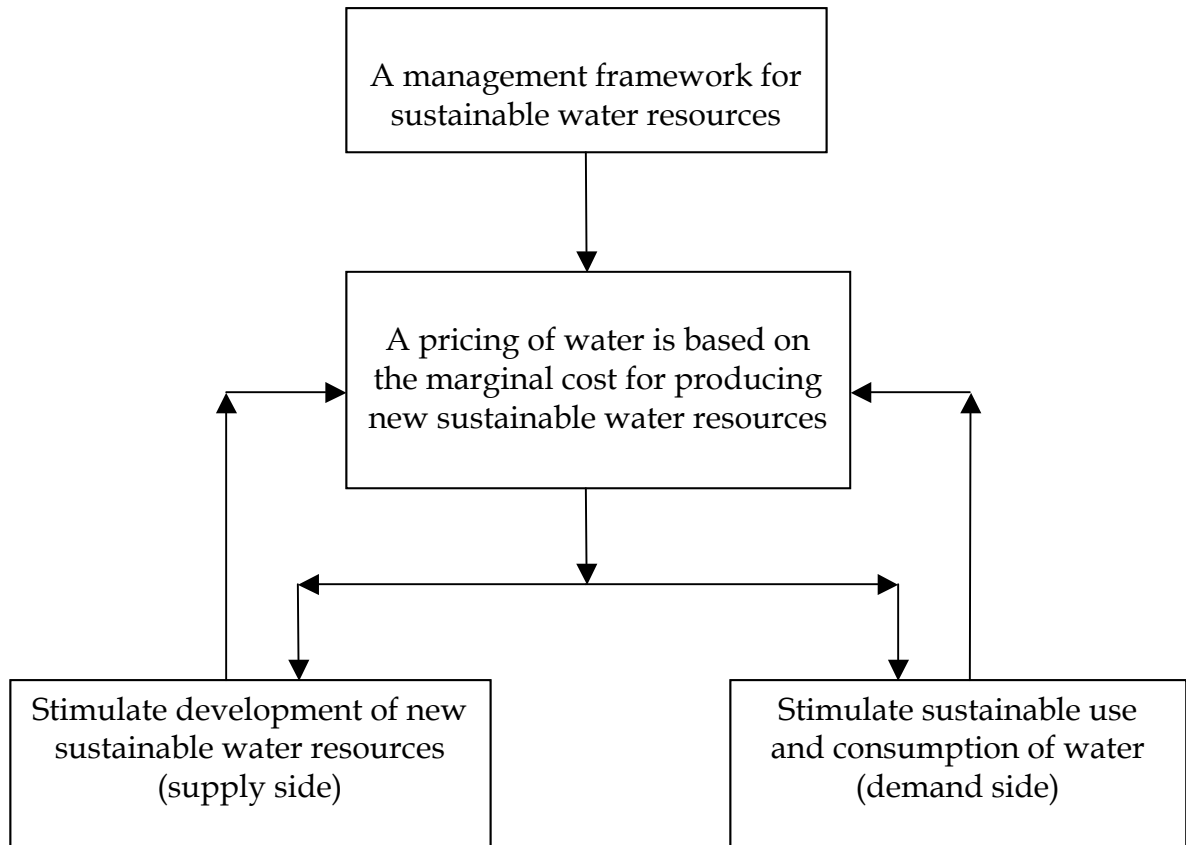 A management framework for
sustainable water resources
A pricing of water is based on
the marginal cost for producing
new sustainable water resources
Stimulate development of new
sustainable water resources
(supply side)
Stimulate sustainable use
and consumption of water
(demand side)